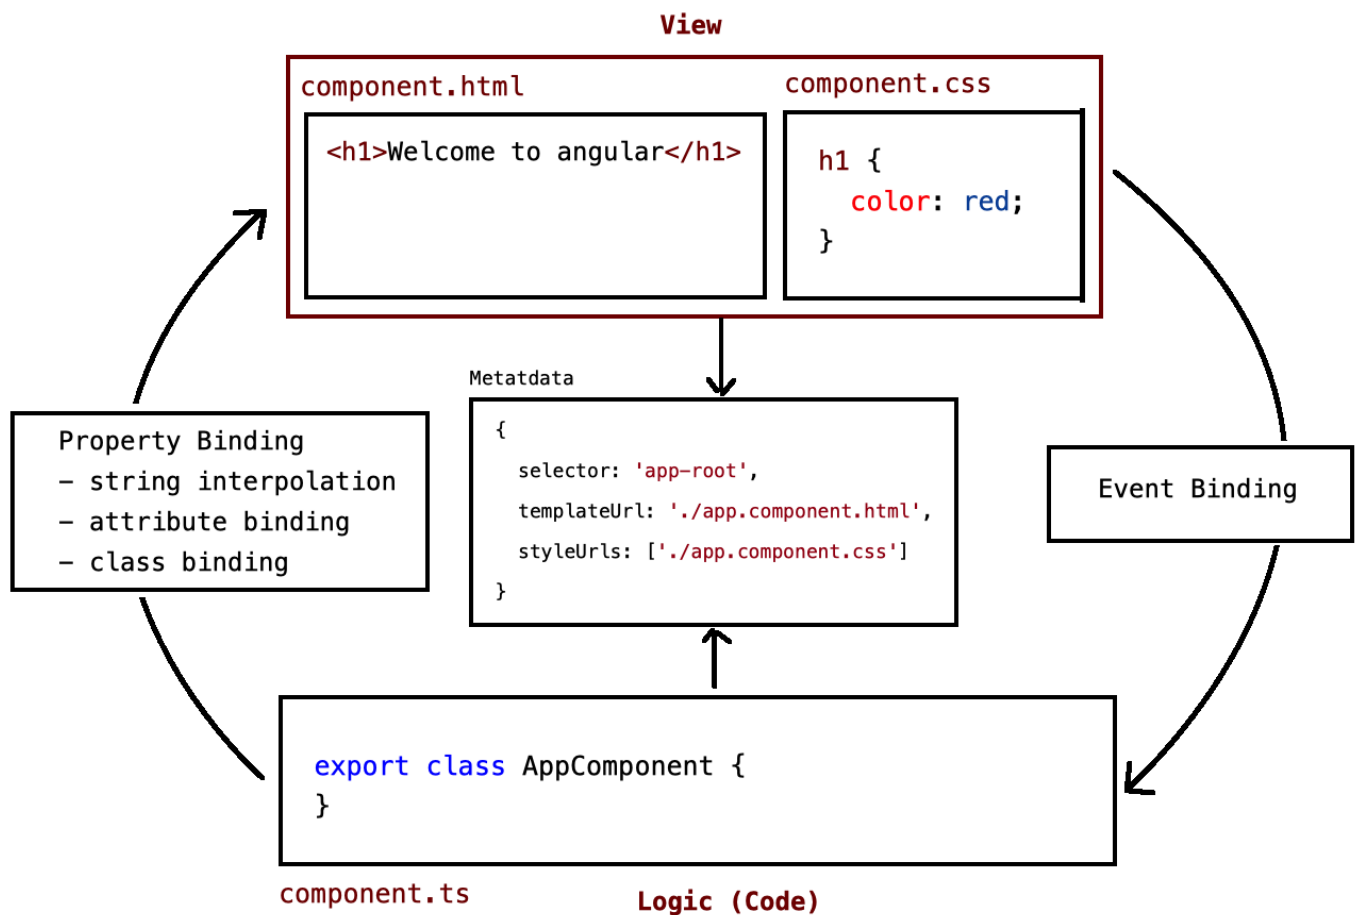 View
component.html
<h1>Welcome to angular</h1>
component.css
h1 {
color: red;
}
Metatdata
{
selector: 'app-root',
templateUrl: './app.component.html',
styleUrls: ['./app.component.css']
}
Property Binding
– string interpolation
– attribute binding
– class binding
Event Binding
export class AppComponent {
}
component.ts
Logic (Code)